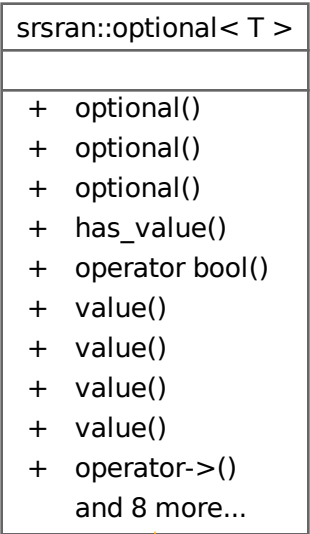 srsran::optional< T >
+ optional()
+ optional()
+ optional()
+ has_value()
+ operator bool()
+ value()
+ value()
+ value()
+ value()
+ operator->()
and 8 more...